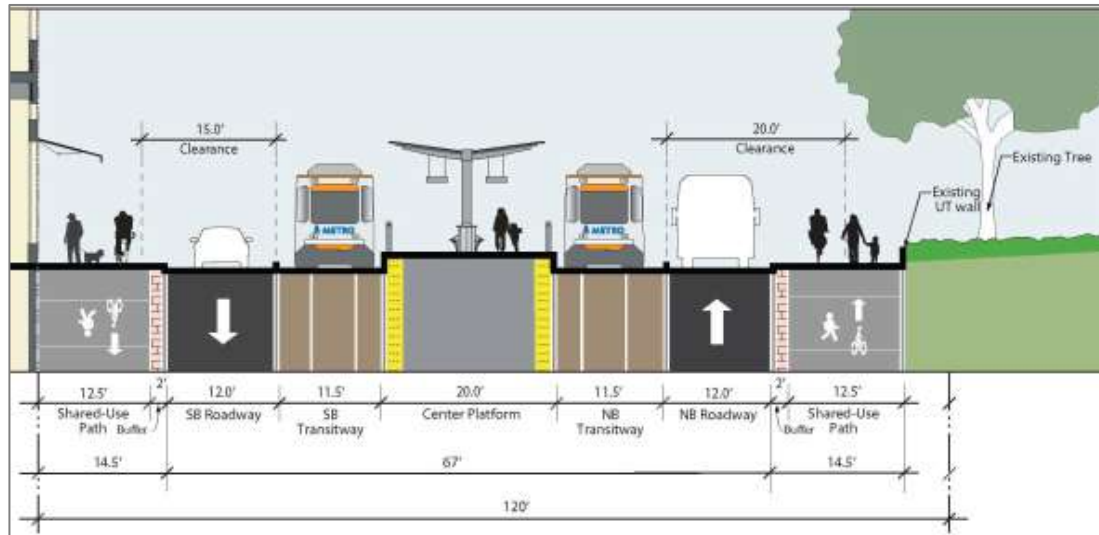 15.0'
Clearance
20.0'
Clearance
Existing Tree
Existing
UT wall
METRO
METRO
12.5'
2'
12.0'
11.5'
20.0'
11.5'
12.0'
2'
12.5'
Shared-Use
Path
Buffer
SB Roadway
SB
Transitway
Center Platform
NB
Transitway
NB Roadway
Buffer
Shared-Use
Path
14.5'
67'
14.5'
120'